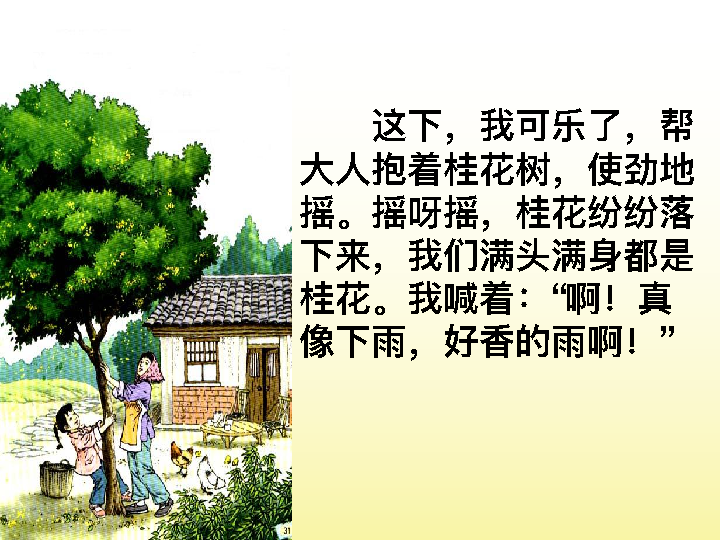 这下，我可乐了，帮
大人抱着桂花树，使劲地
摇。摇呀摇，桂花纷纷落
下来，我们满头满身都是
桂花。我喊着：“啊！真
像下雨，好香的雨啊！”
31